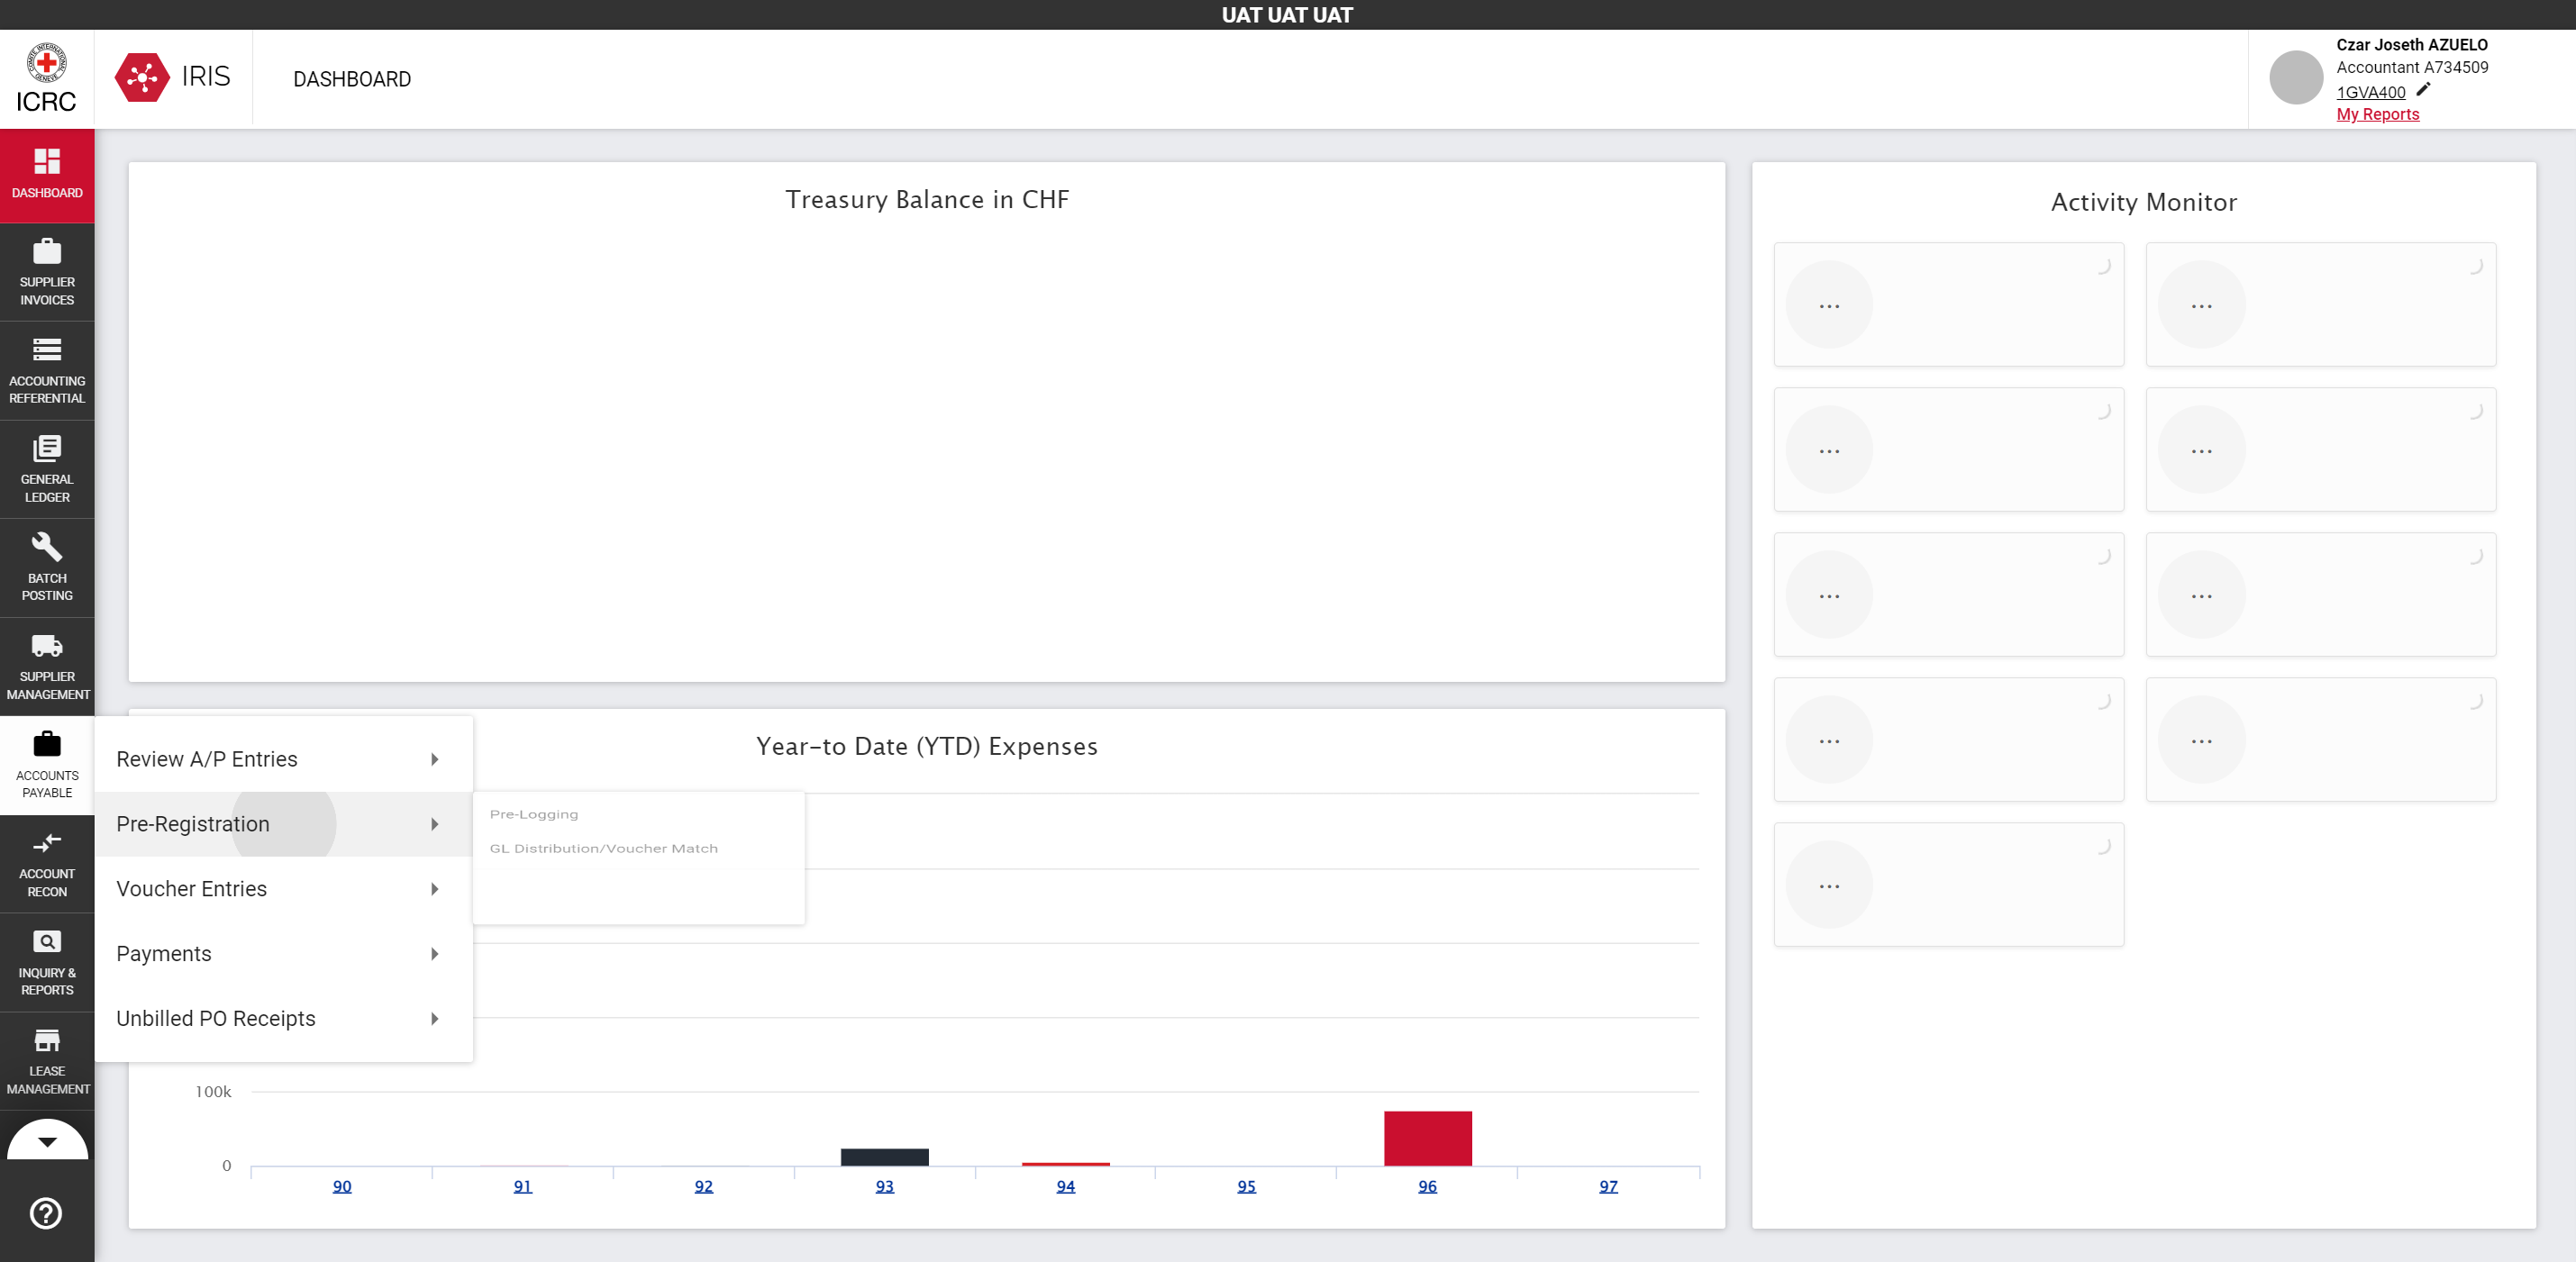 UAT UAT UAT
ICRC
IRIS
DASHBOARD
Czar Joseth AZUELO
Accountant A734509
1GVA400
My Reports
DASHBOARD
SUPPLIER
INVOICES
ACCOUNTING
REFERENTIAL
GENERAL
LEDGER
BATCH
POSTING
SUPPLIER
MANAGEMENT
ACCOUNTS
PAYABLE
ACCOUNT
RECON
INQUIRY &
REPORTS
LEASE
MANAGEMENT
Review A/P Entries
Pre-Registration
Voucher Entries
Payments
Unbilled PO Receipts
Pre-Logging
GL Distribution/Voucher Match
Treasury Balance in CHF
Year-to Date (YTD) Expenses
100k
0
90 91 92 93 94 95 96 97
Activity Monitor
... ...
... ...
... ...
... ...
...